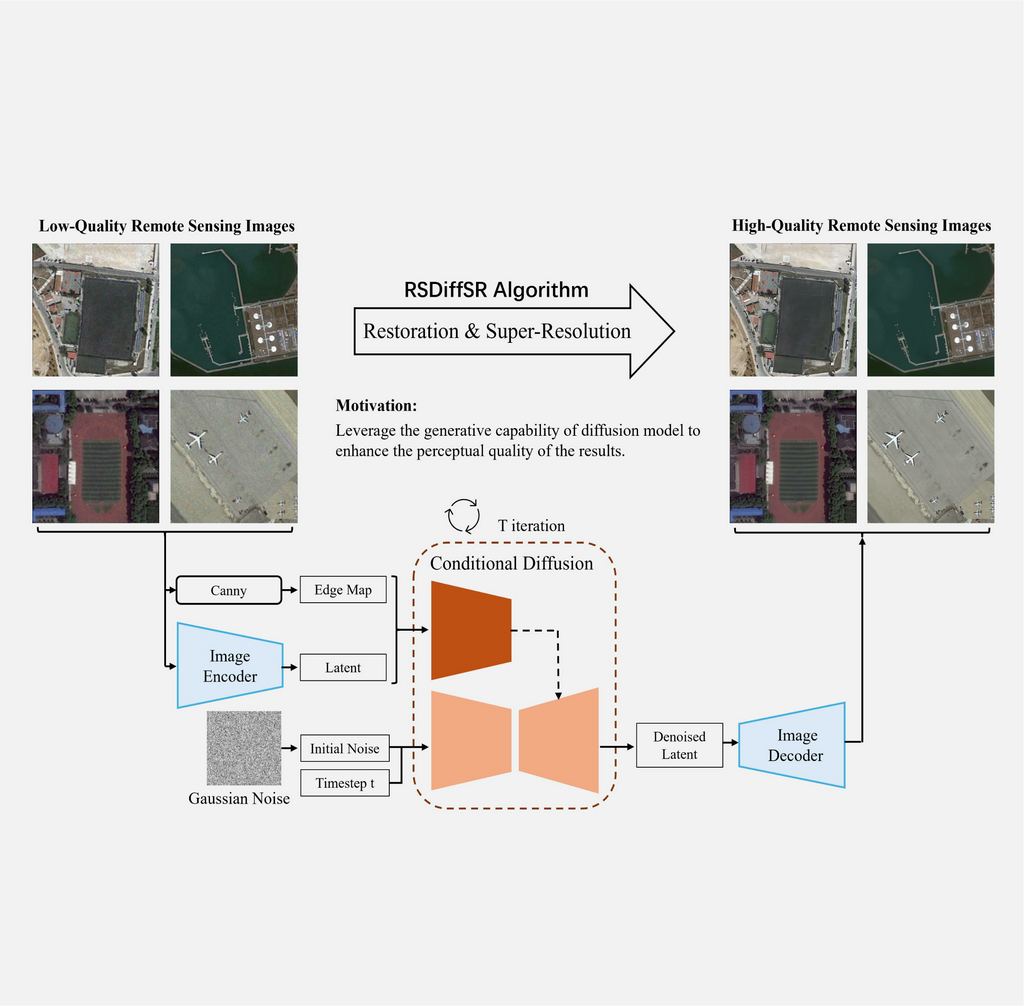 Low-Quality Remote Sensing Images
High-Quality Remote Sensing Images
RSDiffSR Algorithm
Restoration & Super-Resolution
Motivation:
Leverage the generative capability of diffusion model to
enhance the perceptual quality of the results.
T iteration
Conditional Diffusion
Canny
Edge Map
Image
Encoder
Latent
Initial Noise
Timestep t
Gaussian Noise
Denoised
Latent
Image
Decoder